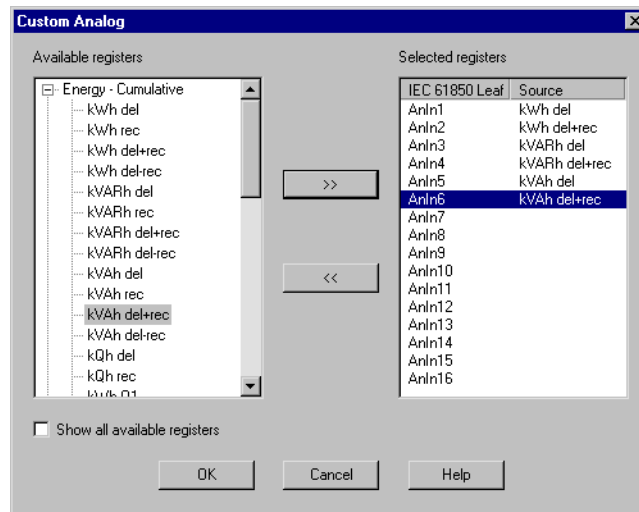 Custom Analog
Available registers
Energy - Cumulative
kWh del
kWh rec
kWh del+rec
kWh del-rec
kVARh del
kVARh rec
kVARh del+rec
kVARh del-rec
kVAh del
kVAh rec
kVAh del+rec
kVAh del-rec
kQh del
kQh rec
kWh Q1
Show all available registers
>>
<<
Selected registers
IEC 61850 Leaf Source
AnIn1 kWh del
AnIn2 kWh del+rec
AnIn3 kVARh del
AnIn4 kVARh del+rec
AnIn5 kVAh del
AnIn6 kVAh del+rec
AnIn7
AnIn8
AnIn9
AnIn10
AnIn11
AnIn12
AnIn13
AnIn14
AnIn15
AnIn16
OK Cancel Help